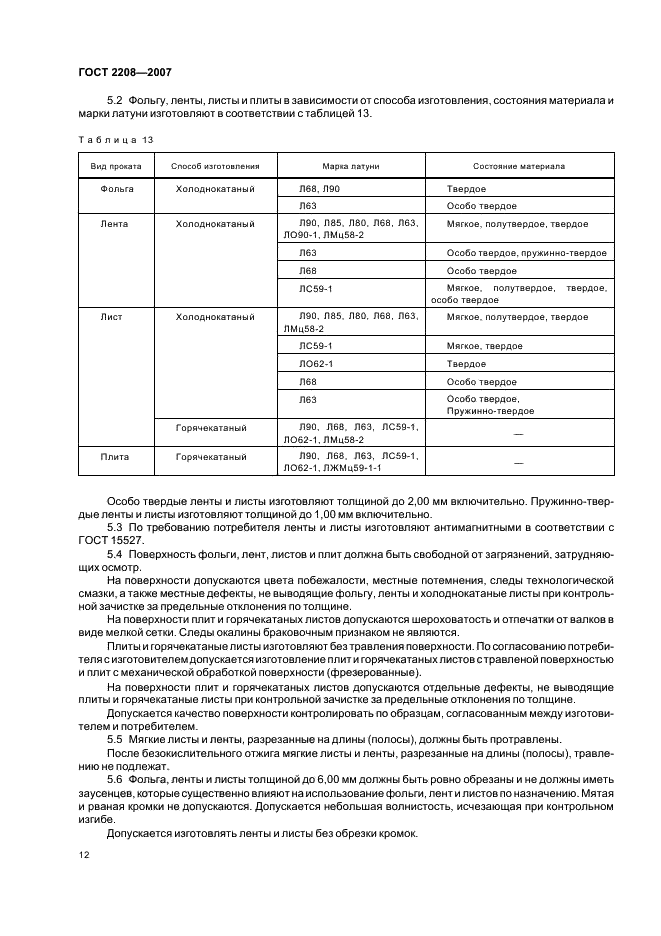 ГОСТ 2208—2007
5.2 Фольгу, ленты, листы и плиты в зависимости от способа изготовления, состояния материала и
марки латуни изготовляют в соответствии с таблицей 13.
Таблица 13
Вид проката Способ изготовления Марка латуни Состояние материала
Фольга Холоднокатаный Л68, Л90 Твердое
Л63 Особо твердое
Лента Холоднокатаный Л90, Л85, Л80, Л68, Л63, Мягкое, полутвердое, твердое
ЛО90-1, ЛМц58-2
Л63 Особо твердое, пружинно-твердое
Л68 Особо твердое
ЛС59-1 Мягкое, полутвердое, твердое,
особо твердое
Лист Холоднокатаный Л90, Л85, Л80, Л68, Л63, Мягкое, полутвердое, твердое
ЛМц58-2
ЛС59-1 Мягкое, твердое
ЛО62-1 Твердое
Л68 Особо твердое
Л63 Особо твердое,
Пружинно-твердое
Горячекатаный Л90, Л68, Л63, ЛС59-1, —
ЛО62-1, ЛМц58-2
Плита Горячекатаный Л90, Л68, Л63, ЛС59-1, —
ЛО62-1, ЛЖМц59-1-1
Особо твердые ленты и листы изготовляют толщиной до 2,00 мм включительно. Пружинно-твер-
дые ленты и листы изготовляют толщиной до 1,00 мм включительно.
5.3 По требованию потребителя ленты и листы изготовляют антимагнитными в соответствии с
ГОСТ 15527.
5.4 Поверхность фольги, лент, листов и плит должна быть свободной от загрязнений, затрудняю-
щих осмотр.
На поверхности допускаются цвета побежалости, местные потемнения, следы технологической
смазки, а также местные дефекты, не выводящие фольгу, ленты и холоднокатаные листы при контроль-
ной зачистке за предельные отклонения по толщине.
На поверхности плит и горячекатаных листов допускаются шероховатость и отпечатки от валков в
виде мелкой сетки. Следы окалины браковочным признаком не являются.
Плиты и горячекатаные листы изготовляют без травления поверхности. По согласованию потреби-
теля с изготовителем допускается изготовление плит и горячекатаных листов с травленой поверхностью
и плит с механической обработкой поверхности (фрезерованные).
На поверхности плит и горячекатаных листов допускаются отдельные дефекты, не выводящие
плиты и горячекатаные листы при контрольной зачистке за предельные отклонения по толщине.
Допускается качество поверхности контролировать по образцам, согласованным между изготови-
телем и потребителем.
5.5 Мягкие листы и ленты, разрезанные на длины (полосы), должны быть протравлены.
После безокислительного отжига мягкие листы и ленты, разрезанные на длины (полосы), травле-
нию не подлежат.
5.6 Фольга, ленты и листы толщиной до 6,00 мм должны быть ровно обрезаны и не должны иметь
заусенцев, которые существенно влияют на использование фольги, лент и листов по назначению. Мятая
и рваная кромки не допускаются. Допускается небольшая волнистость, исчезающая при контрольном
изгибе.
Допускается изготовлять ленты и листы без обрезки кромок.
12